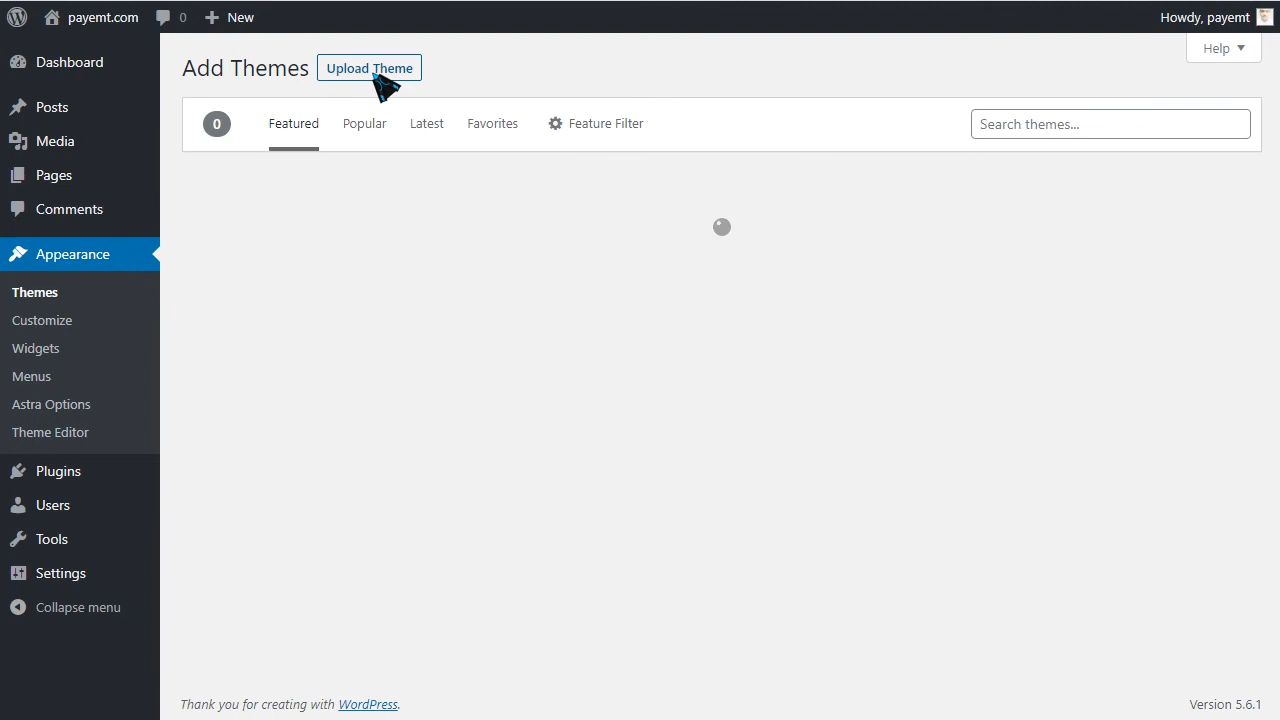 payemt.com 0 New Howdy, payemt
Help
Dashboard
Posts
Media
Pages
Comments
Appearance
Themes
Customize
Widgets
Menus
Astra Options
Theme Editor
Plugins
Users
Tools
Settings
Collapse menu
Add Themes Upload Theme
0 Featured Popular Latest Favorites Feature Filter Search themes...
Thank you for creating with WordPress. Version 5.6.1